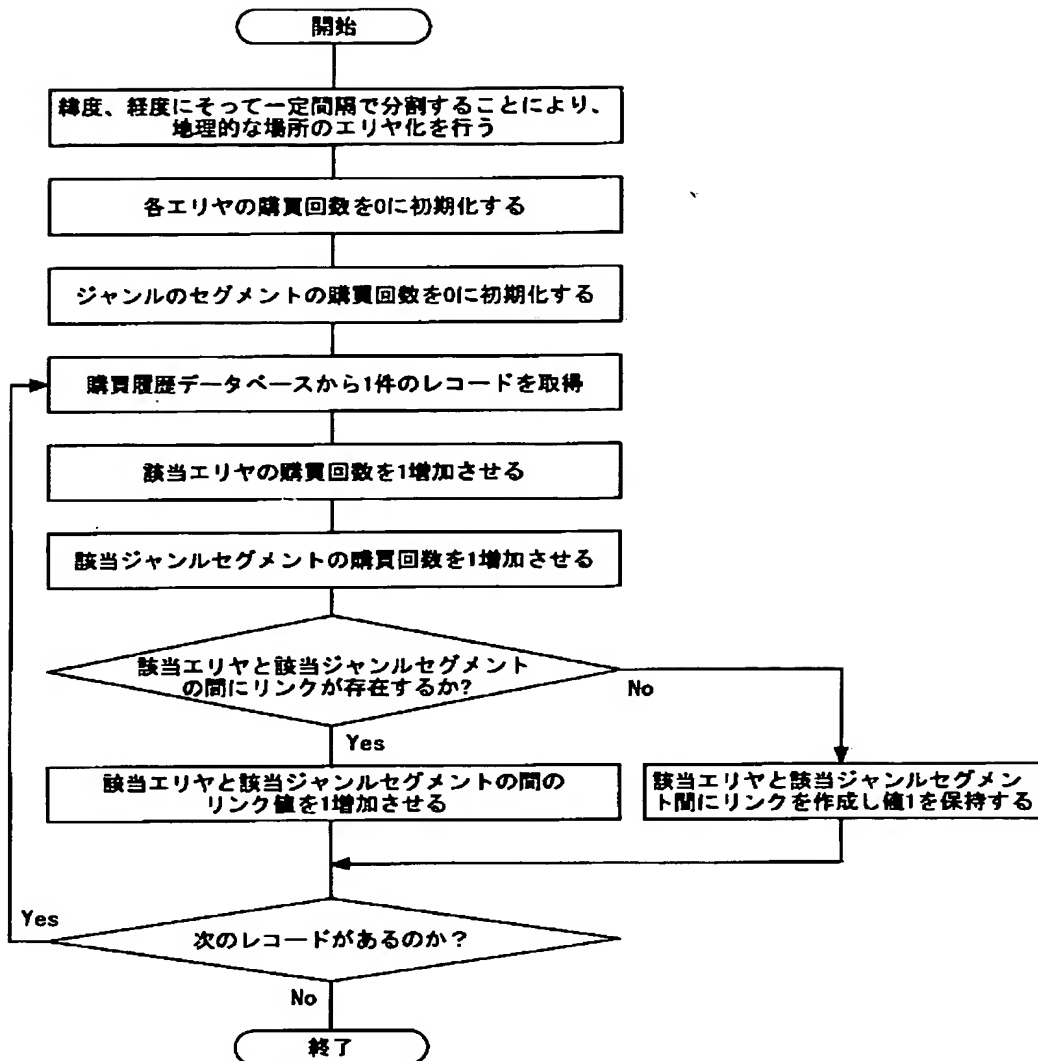 開始
緯度、経度にそって一定間隔で分割することにより、
地理的な場所のエリヤ化を行う
各エリヤの購買回数を0に初期化する
ジャンルのセグメントの購買回数を0に初期化する
購買履歴データベースから1件のレコードを取得
該当エリヤの購買回数を1増加させる
該当ジャンルセグメントの購買回数を1増加させる
該当エリヤと該当ジャンルセグメント
の間にリンクが存在するか?
No
Yes
該当エリヤと該当ジャンルセグメントの間の
リンク値を1増加させる
該当エリヤと該当ジャンルセグメン
ト間にリンクを作成し値1を保持する
Yes
次のレコードがあるのか？
No
終了